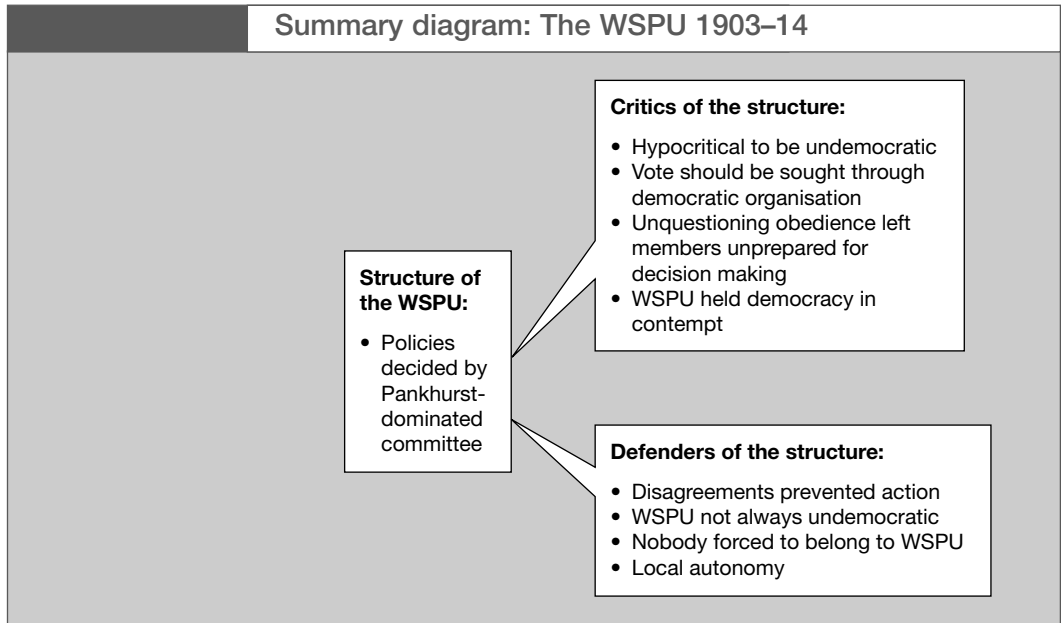 Summary diagram: The WSPU 1903–14
Structure of
the WSPU:
• Policies
decided by
Pankhurst-
dominated
committee
Critics of the structure:
• Hypocritical to be undemocratic
• Vote should be sought through
democratic organisation
• Unquestioning obedience left
members unprepared for
decision making
• WSPU held democracy in
contempt
Defenders of the structure:
• Disagreements prevented action
• WSPU not always undemocratic
• Nobody forced to belong to WSPU
• Local autonomy